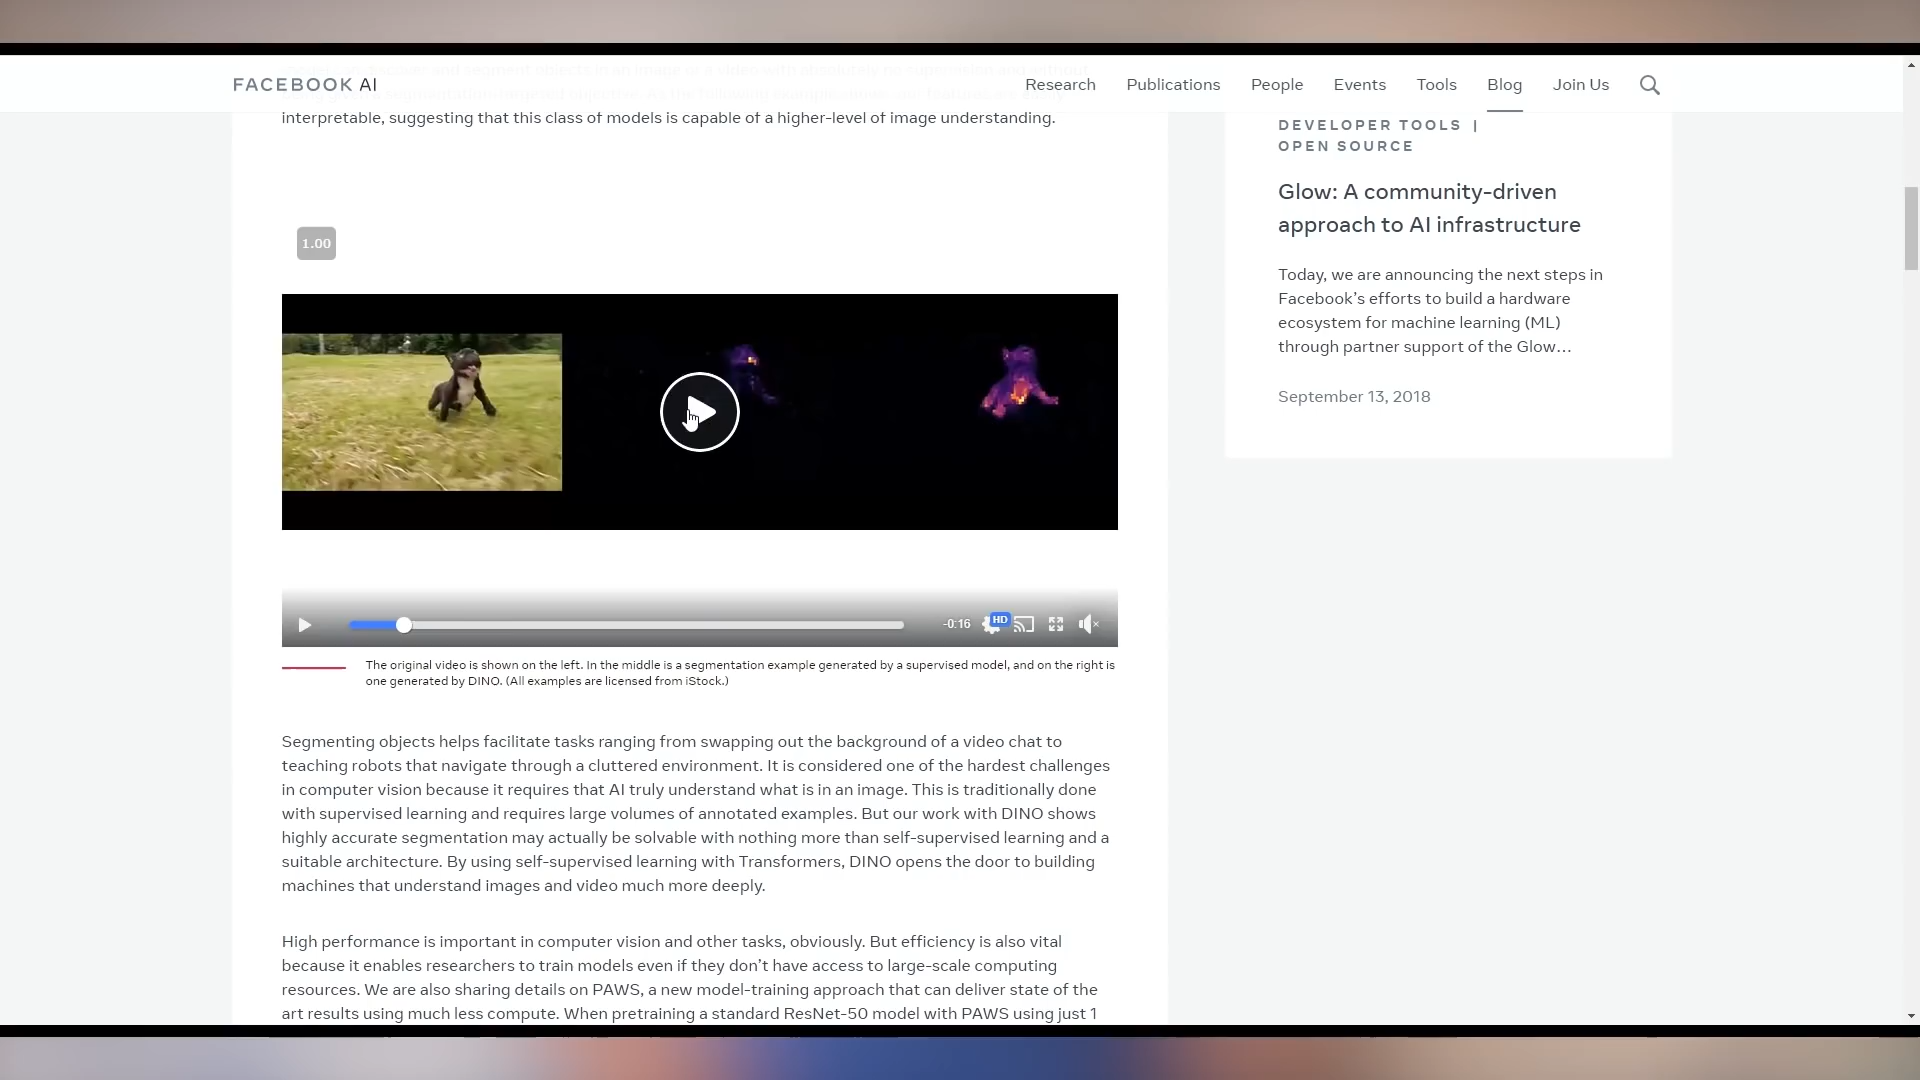 FACEBOOK AI
Research
Publications
People
Events
Tools
Blog
Join Us
interpretable, suggesting that this class of models is capable of a higher-level of image understanding.
1.00
-0:16
HD
The original video is shown on the left. In the middle is a segmentation example generated by a supervised model, and on the right is
one generated by DINO. (All examples are licensed from iStock.)
Segmenting objects helps facilitate tasks ranging from swapping out the background of a video chat to
teaching robots that navigate through a cluttered environment. It is considered one of the hardest challenges
in computer vision because it requires that AI truly understand what is in an image. This is traditionally done
with supervised learning and requires large volumes of annotated examples. But our work with DINO shows
highly accurate segmentation may actually be solvable with nothing more than self-supervised learning and a
suitable architecture. By using self-supervised learning with Transformers, DINO opens the door to building
machines that understand images and video much more deeply.
High performance is important in computer vision and other tasks, obviously. But efficiency is also vital
because it enables researchers to train models even if they don’t have access to large-scale computing
resources. We are also sharing details on PAWS, a new model-training approach that can deliver state of the
art results using much less compute. When pretraining a standard ResNet-50 model with PAWS using just 1
DEVELOPER TOOLS |
OPEN SOURCE
Glow: A community-driven
approach to AI infrastructure
Today, we are announcing the next steps in
Facebook’s efforts to build a hardware
ecosystem for machine learning (ML)
through partner support of the Glow…
September 13, 2018